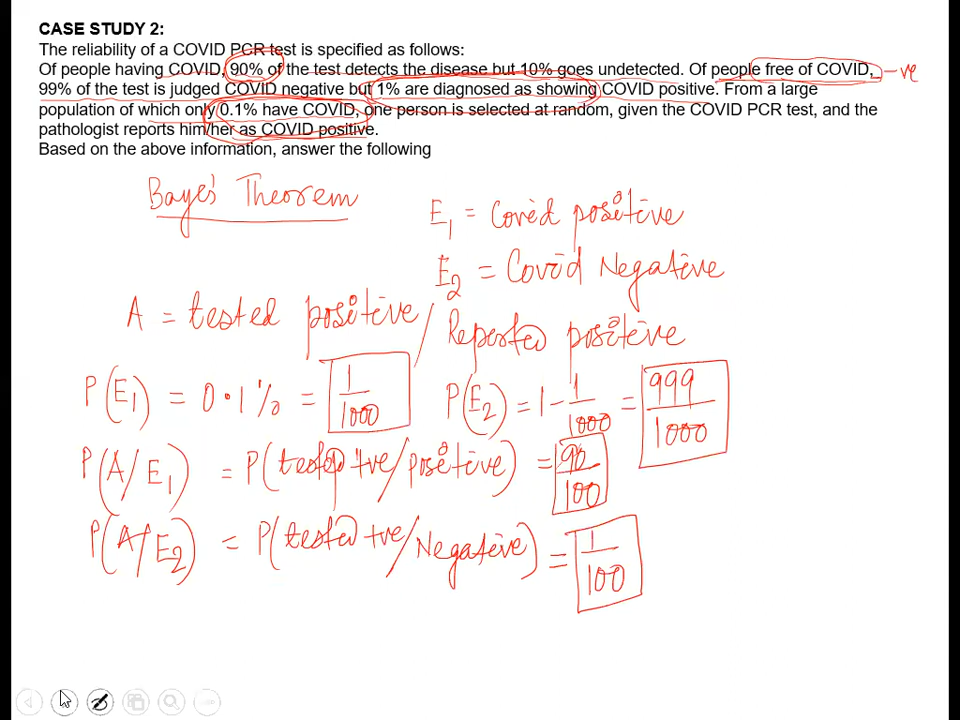 CASE STUDY 2:
The reliability of a COVID PCR test is specified as follows:
Of people having COVID, 90% of the test detects the disease but 10% goes undetected. Of people free of COVID, -ve
99% of the test is judged COVID negative but 1% are diagnosed as showing COVID positive. From a large
population of which only 0.1% have COVID, one person is selected at random, given the COVID PCR test, and the
pathologist reports him/her as COVID positive.
Based on the above information, answer the following
Baye's Theorem
E1 = Covid positive
E2 = Covid Negative
A = tested positive / Reported positive
P(E1) = 0.1% = 1/1000 P(E2) = 1 - 1/1000 = 999/1000
P(A/E1) = P(tested +ve/positive) = 90/100
P(A/E2) = P(tested +ve/Negative) = 1/100